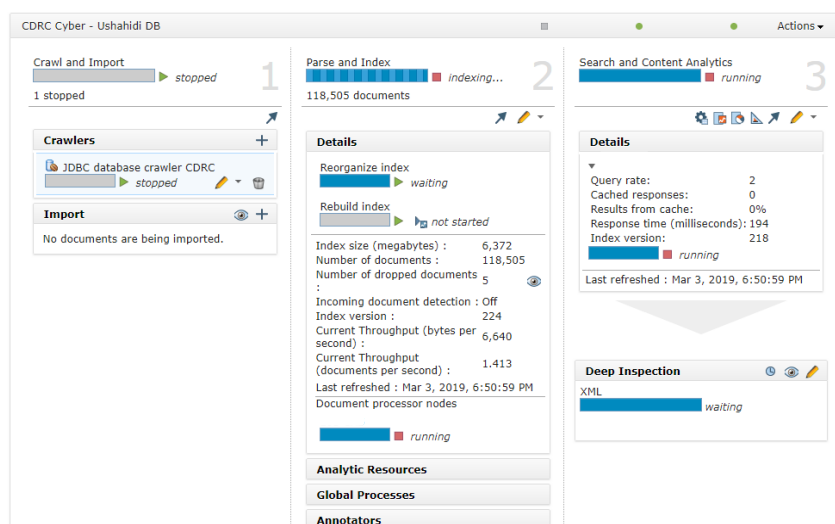 CDRC Cyber - Ushahidi DB
Actions
Crawl and Import
1
stopped
1 stopped
Crawlers
JDBC database crawler CDRC
stopped
Import
No documents are being imported.
Parse and Index
2
indexing...
118,505 documents
Details
Reorganize index
waiting
Rebuild index
not started
Index size (megabytes) : 6,372
Number of documents : 118,505
Number of dropped documents : 5
Incoming document detection : Off
Index version : 224
Current Throughput (bytes per
second) : 6,640
Current Throughput
(documents per second) : 1.413
Last refreshed : Mar 3, 2019, 6:50:59 PM
Document processor nodes
running
Analytic Resources
Global Processes
Annotators
Search and Content Analytics
3
running
Details
Query rate: 2
Cached responses: 0
Results from cache: 0%
Response time (milliseconds): 194
Index version: 218
running
Last refreshed : Mar 3, 2019, 6:50:59 PM
Deep Inspection
XML
waiting